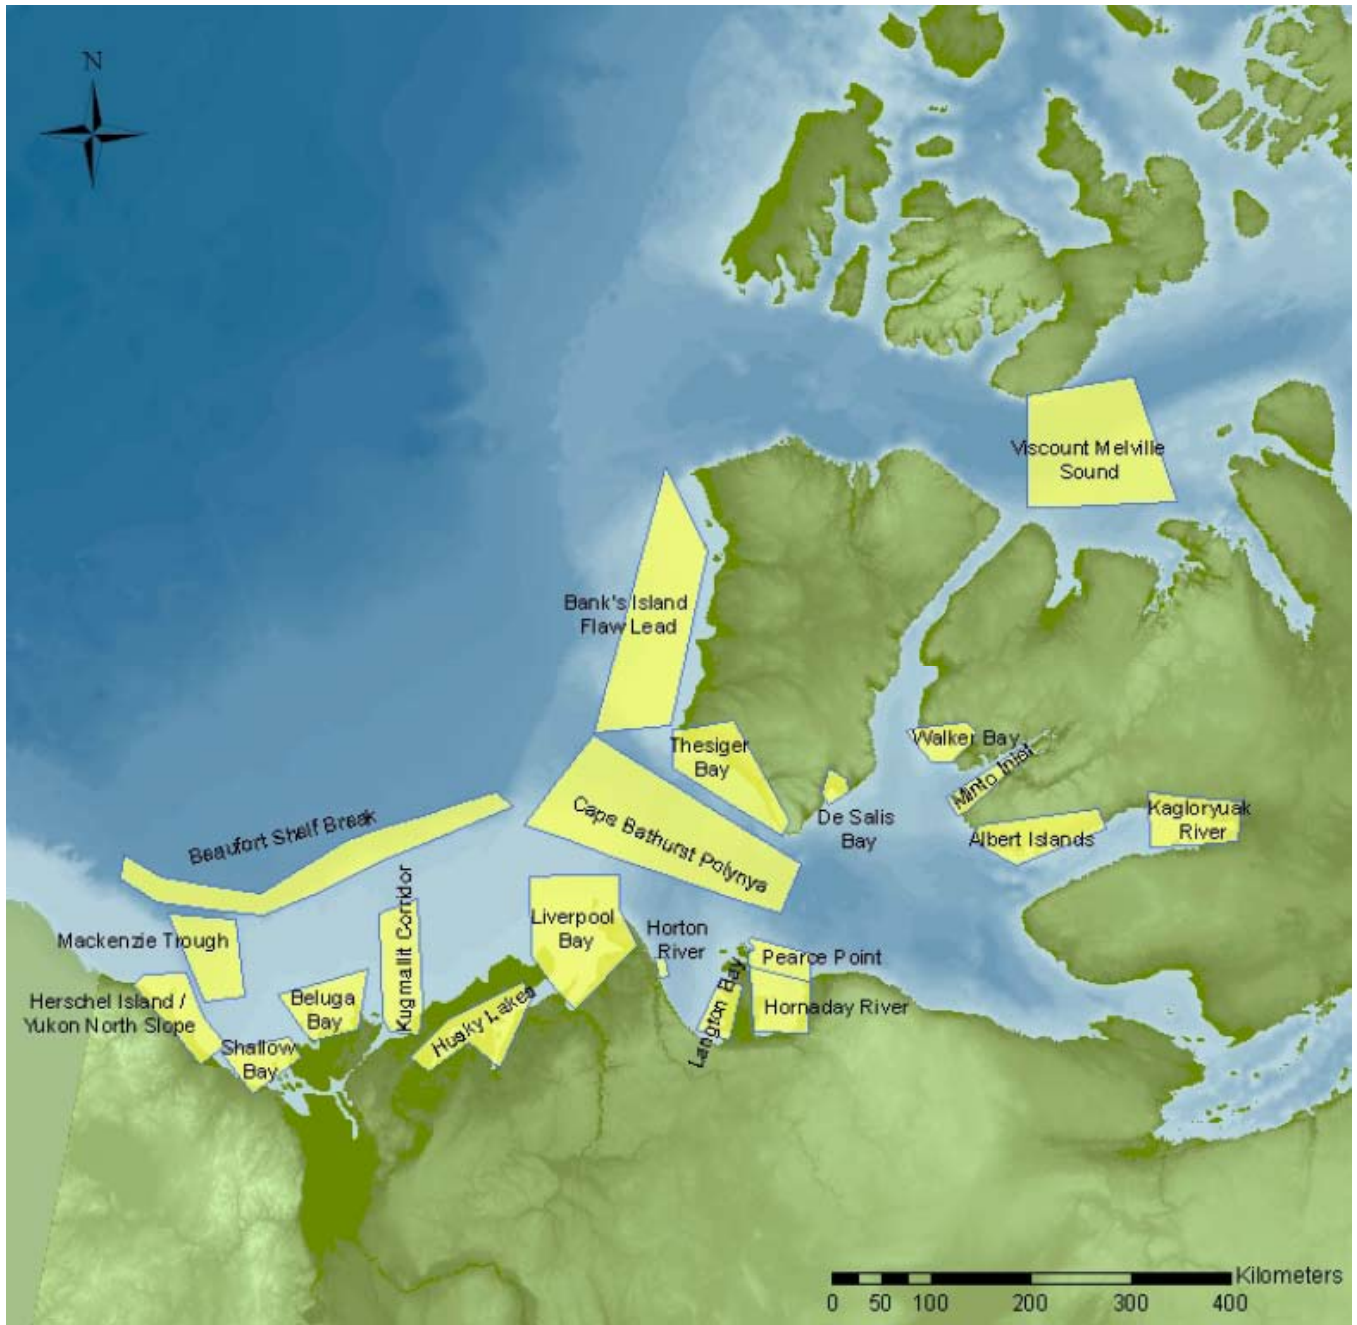 N
Viscount Melville
Sound
Bank's Island
Flaw Lead
Thesiger
Bay
Walker Bay
Minto Inlet
Cape Bathurst Polynya
De Salis
Bay
Albert Islands
Kagloryuak
River
Beaufort Shelf Break
Kugmallit Corridor
Liverpool
Bay
Horton
River
Mackenzie Trough
Pearce Point
Langton Bay
Hornaday River
Herschel Island /
Yukon North Slope
Beluga
Bay
Husky Lakes
Shallow
Bay
Kilometers
0 50 100 200 300 400